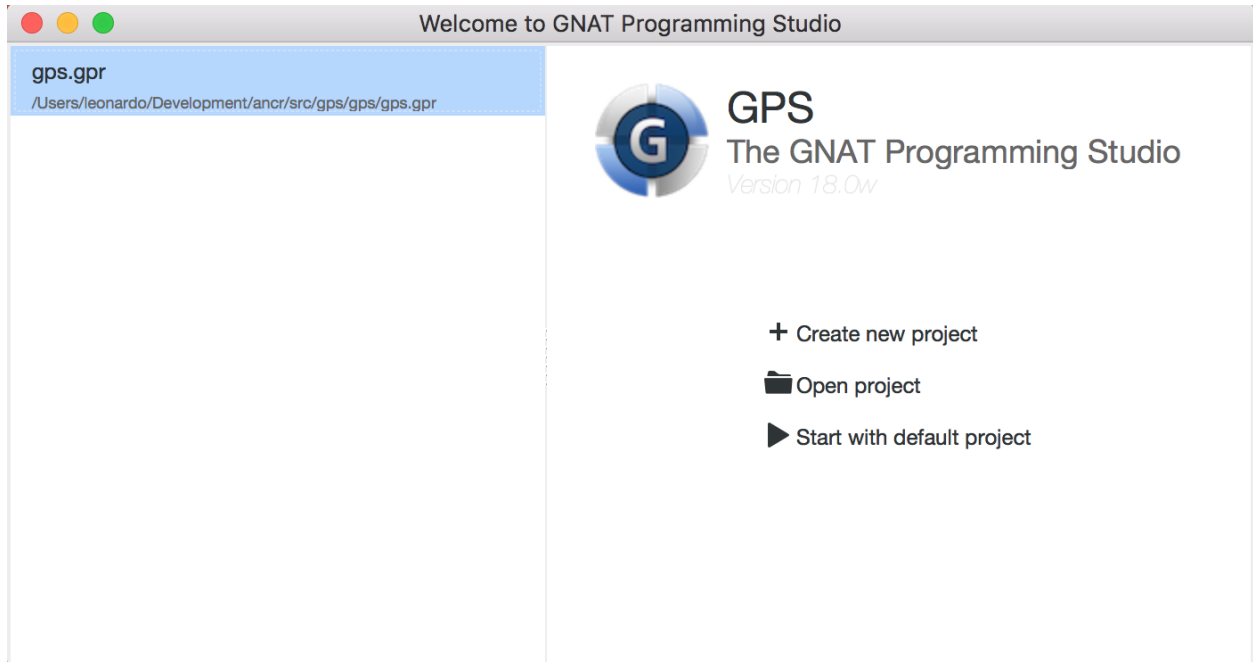 Welcome to GNAT Programming Studio
gps.gpr
/Users/leonardo/Development/ancr/src/gps/gps/gps.gpr
G
GPS
The GNAT Programming Studio
Version 18.0w
Create new project
Open project
Start with default project